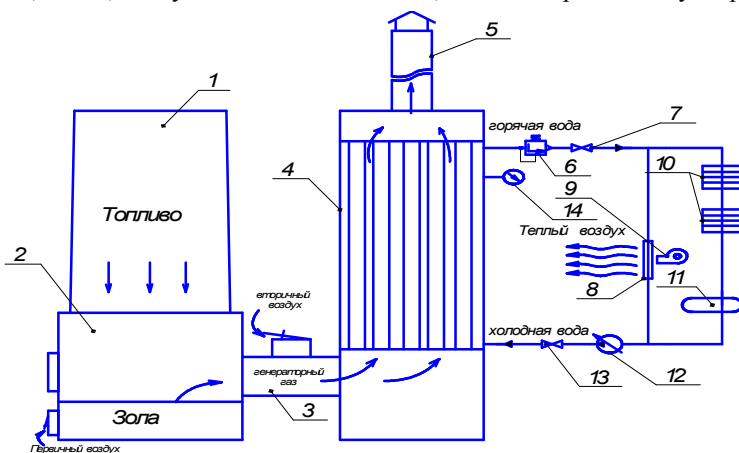 5
1
горячая вода
7
4
6
10
9
Топливо
14
Теплый воздух
2
вторичный
воздух
8
11
холодная вода
генераторный
газ
Зола
3
13
12
Первичный воздух